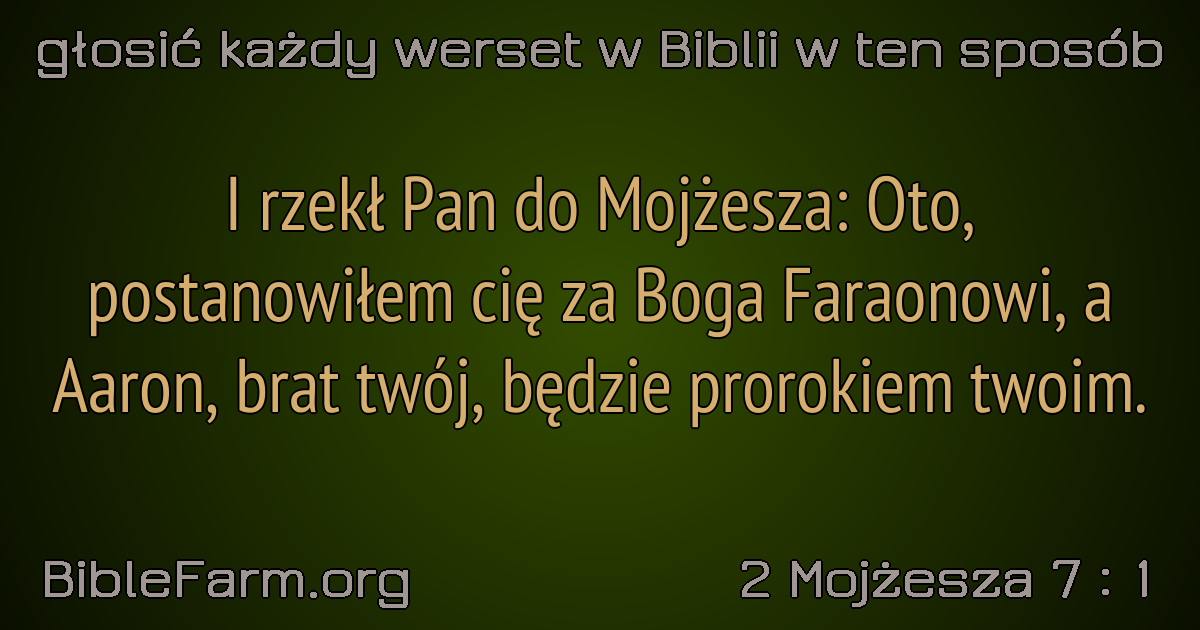 głosić każdy werset w Biblii w ten sposób
I rzekł Pan do Mojżesza: Oto,
postanowiłem cię za Boga Faraonowi, a
Aaron, brat twój, będzie prorokiem twoim.
BibleFarm.org
2 Mojżesza 7 : 1